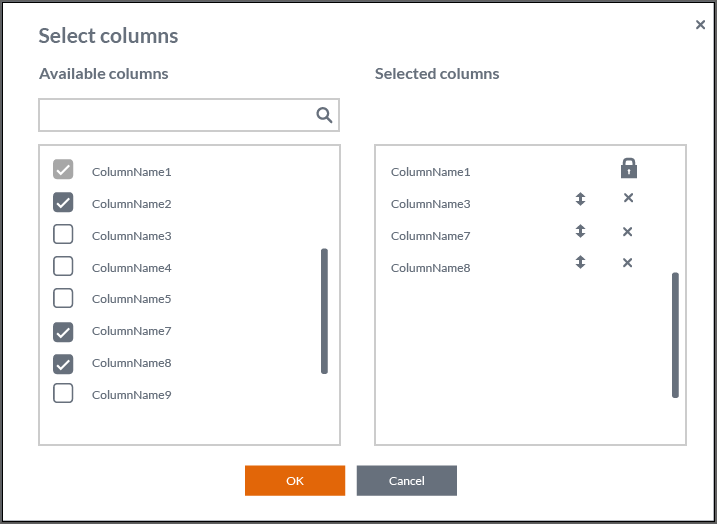 Select columns
Available columns
Selected columns
ColumnName1
ColumnName2
ColumnName3
ColumnName4
ColumnName5
ColumnName7
ColumnName8
ColumnName9
ColumnName1
ColumnName3
ColumnName7
ColumnName8
OK
Cancel